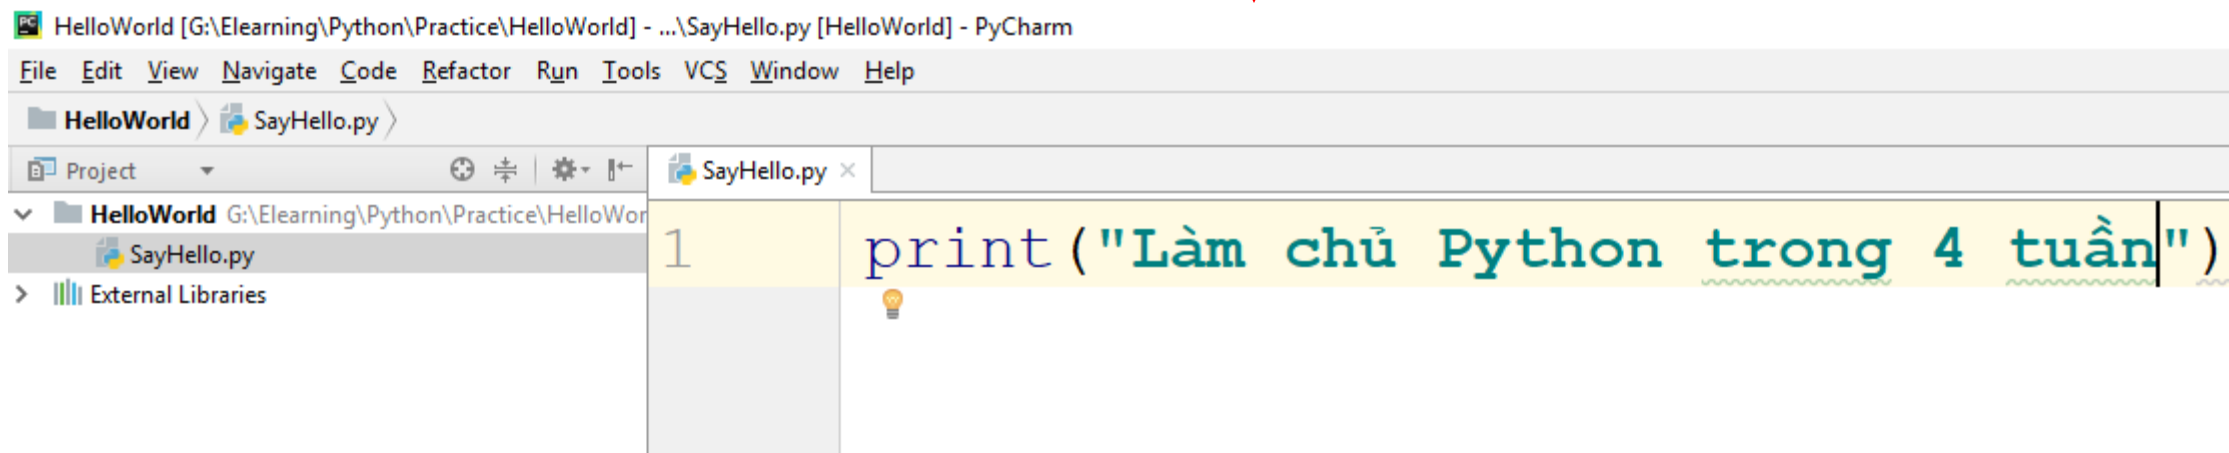 HelloWorld [G:\Elearning\Python\Practice\HelloWorld] - ...\SayHello.py [HelloWorld] - PyCharm
File Edit View Navigate Code Refactor Run Tools VCS Window Help
HelloWorld SayHello.py
Project
SayHello.py
HelloWorld G:\Elearning\Python\Practice\HelloWor
SayHello.py
External Libraries
1 print("Làm chủ Python trong 4 tuần")